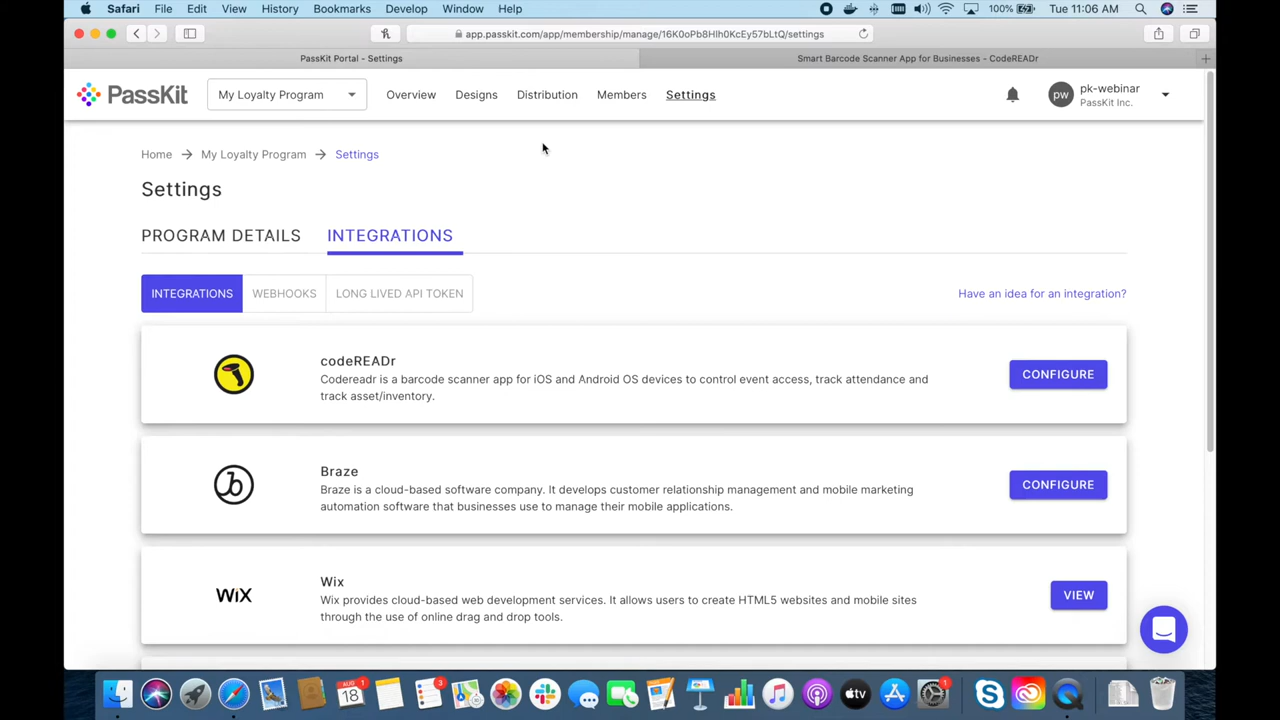 Safari File Edit View History Bookmarks Develop Window Help 100% Tue 11:06 AM
app.passkit.com/app/membership/manage/16K0oPb8HIh0KcEy57bLtQ/settings
PassKit Portal - Settings Smart Barcode Scanner App for Businesses - CodeREADr
PassKit My Loyalty Program Overview Designs Distribution Members Settings pw pk-webinar
PassKit Inc.
Home → My Loyalty Program → Settings
Settings
PROGRAM DETAILS INTEGRATIONS
INTEGRATIONS WEBHOOKS LONG LIVED API TOKEN Have an idea for an integration?
codeREADr
Codereadr is a barcode scanner app for iOS and Android OS devices to control event access, track attendance and
track asset/inventory.
CONFIGURE
Braze
Braze is a cloud-based software company. It develops customer relationship management and mobile marketing
automation software that businesses use to manage their mobile applications.
CONFIGURE
WiX
Wix
Wix provides cloud-based web development services. It allows users to create HTML5 websites and mobile sites
through the use of online drag and drop tools.
VIEW
AUG
18
1
3
tv
1